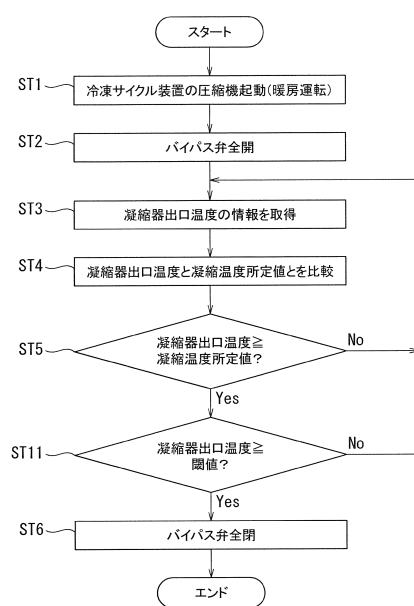 スタート
ST1
冷凍サイクル装置の圧縮機起動(暖房運転)
ST2
バイパス弁全開
ST3
凝縮器出口温度の情報を取得
ST4
凝縮器出口温度と凝縮温度所定値とを比較
ST5
凝縮器出口温度≧
凝縮温度所定値?
No
Yes
ST11
凝縮器出口温度≧
閾値?
No
Yes
ST6
バイパス弁全閉
エンド